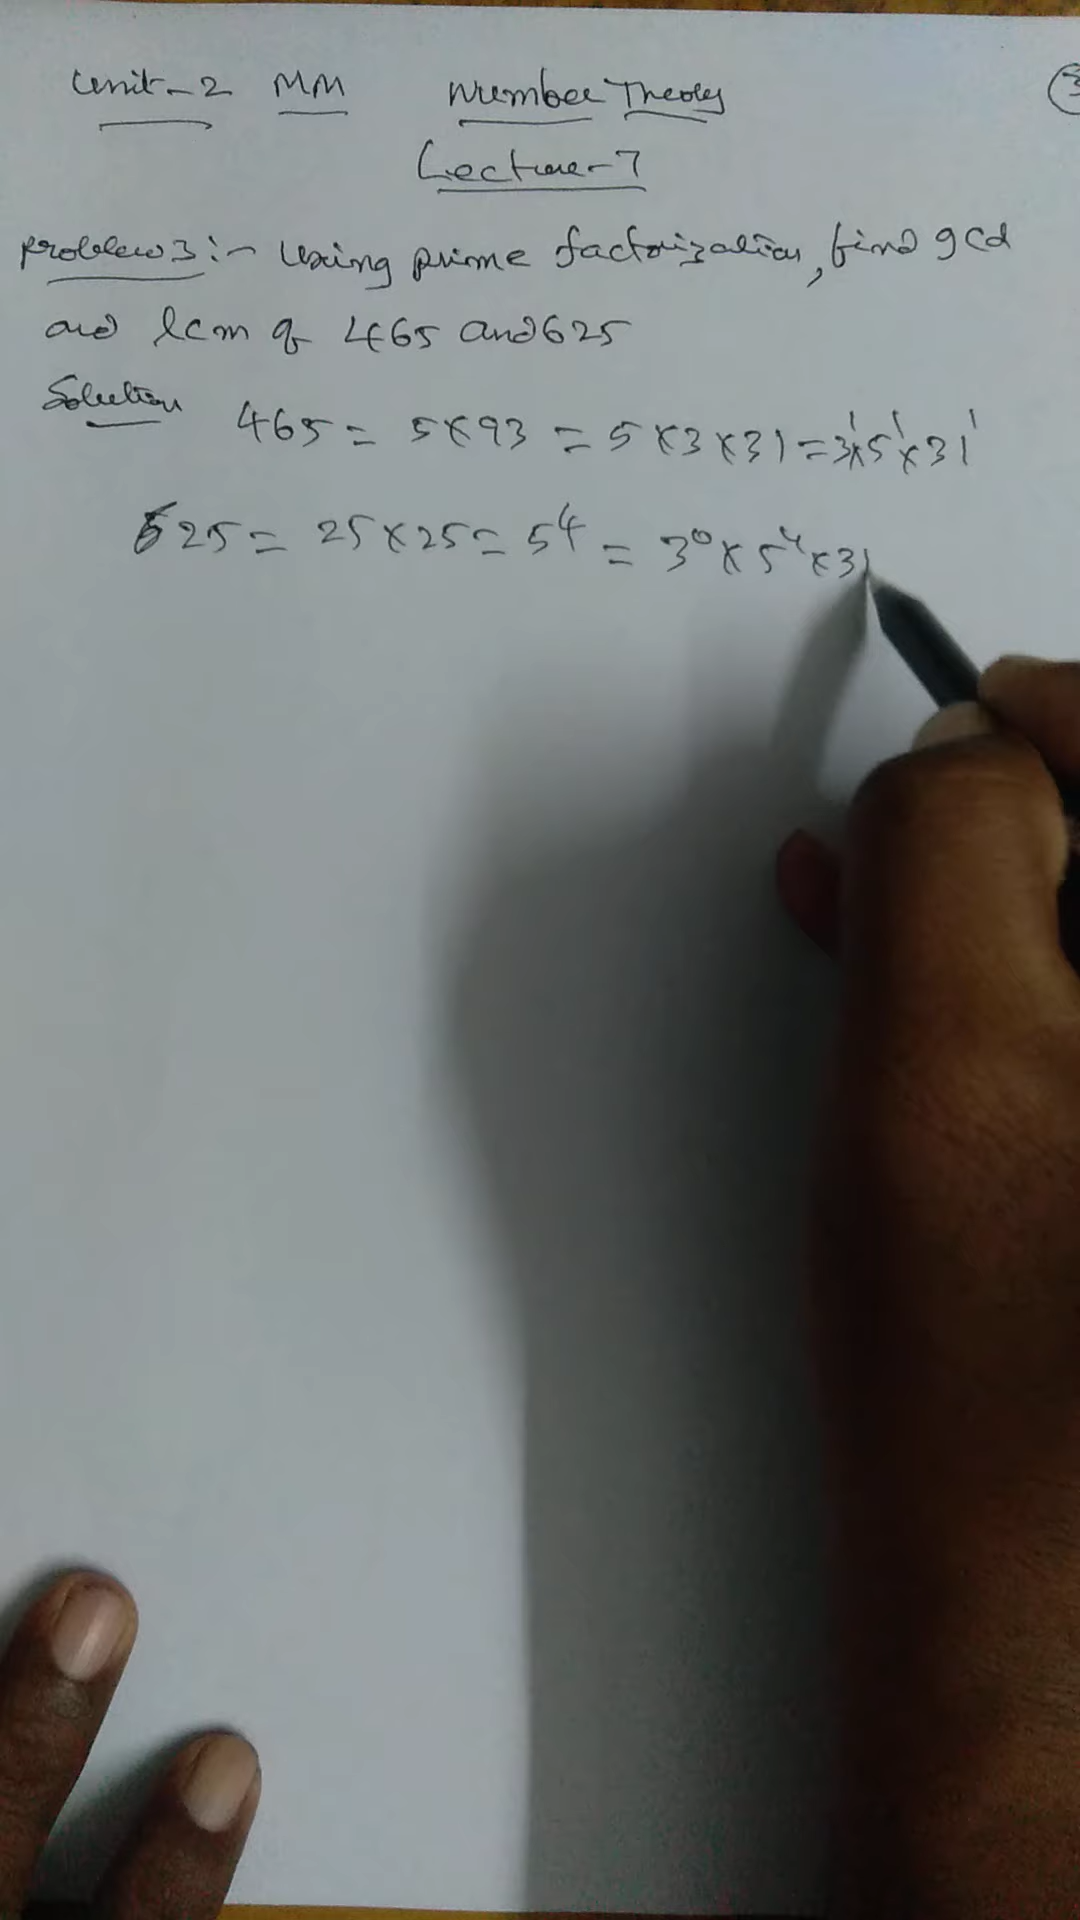 Unit-2 MM Number Theory 3
Lecture-7
Problem 3:- Using prime factorization, find gcd
and lcm of 465 and 625
Solution 465 = 5×93 = 5×3×31 = 3¹×5¹×31¹
625 = 25×25 = 5⁴ = 3⁰×5⁴×31